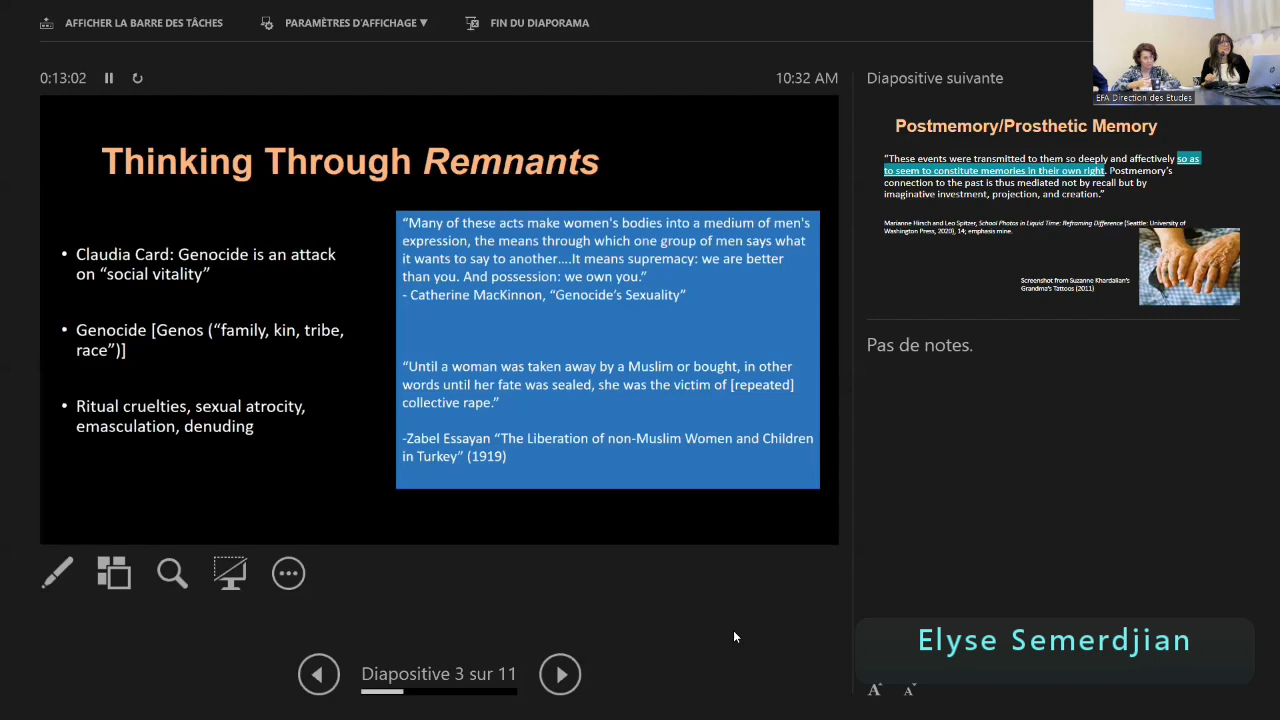 AFFICHER LA BARRE DES TÂCHES
PARAMÈTRES D'AFFICHAGE ▼
FIN DU DIAPORAMA
0:13:02
10:32 AM
Thinking Through Remnants
• Claudia Card: Genocide is an attack
on “social vitality”
• Genocide [Genos (“family, kin, tribe,
race”)]
• Ritual cruelties, sexual atrocity,
emasculation, denuding
“Many of these acts make women's bodies into a medium of men's
expression, the means through which one group of men says what
it wants to say to another....It means supremacy: we are better
than you. And possession: we own you.”
- Catherine MacKinnon, “Genocide’s Sexuality”
“Until a woman was taken away by a Muslim or bought, in other
words until her fate was sealed, she was the victim of [repeated]
collective rape.”
-Zabel Essayan “The Liberation of non-Muslim Women and Children
in Turkey” (1919)
Diapositive 3 sur 11
EFA Direction des Etudes
Diapositive suivante
Postmemory/Prosthetic Memory
“These events were transmitted to them so deeply and affectively so as
to seem to constitute memories in their own right. Postmemory’s
connection to the past is thus mediated not by recall but by
imaginative investment, projection, and creation.”
Marianne Hirsch and Leo Spitzer, School Photos in Liquid Time: Reframing Difference [Seattle: University of
Washington Press, 2020), 14; emphasis mine.
Screenshot from Suzanne Khardalian's
Grandma's Tattoos (2011)
Pas de notes.
Elyse Semerdjian
A A